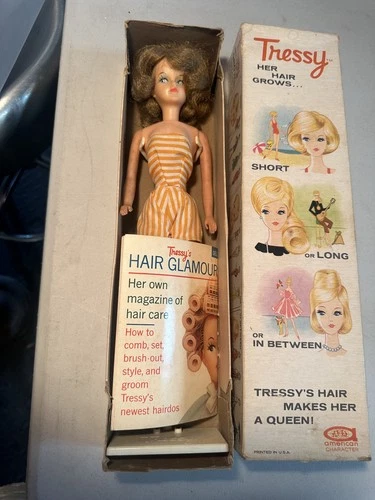 Tressy's
HAIR GLAMOUR
Her own
magazine of
hair care
How to
comb, set,
brush-out,
style, and
groom
Tressy's
newest hairdos
Tressy
HER
HAIR
GROWS...
SHORT
OR LONG
OR
IN BETWEEN
TRESSY'S HAIR
MAKES HER
A QUEEN!
american
CHARACTER
PRINTED IN U.S.A.